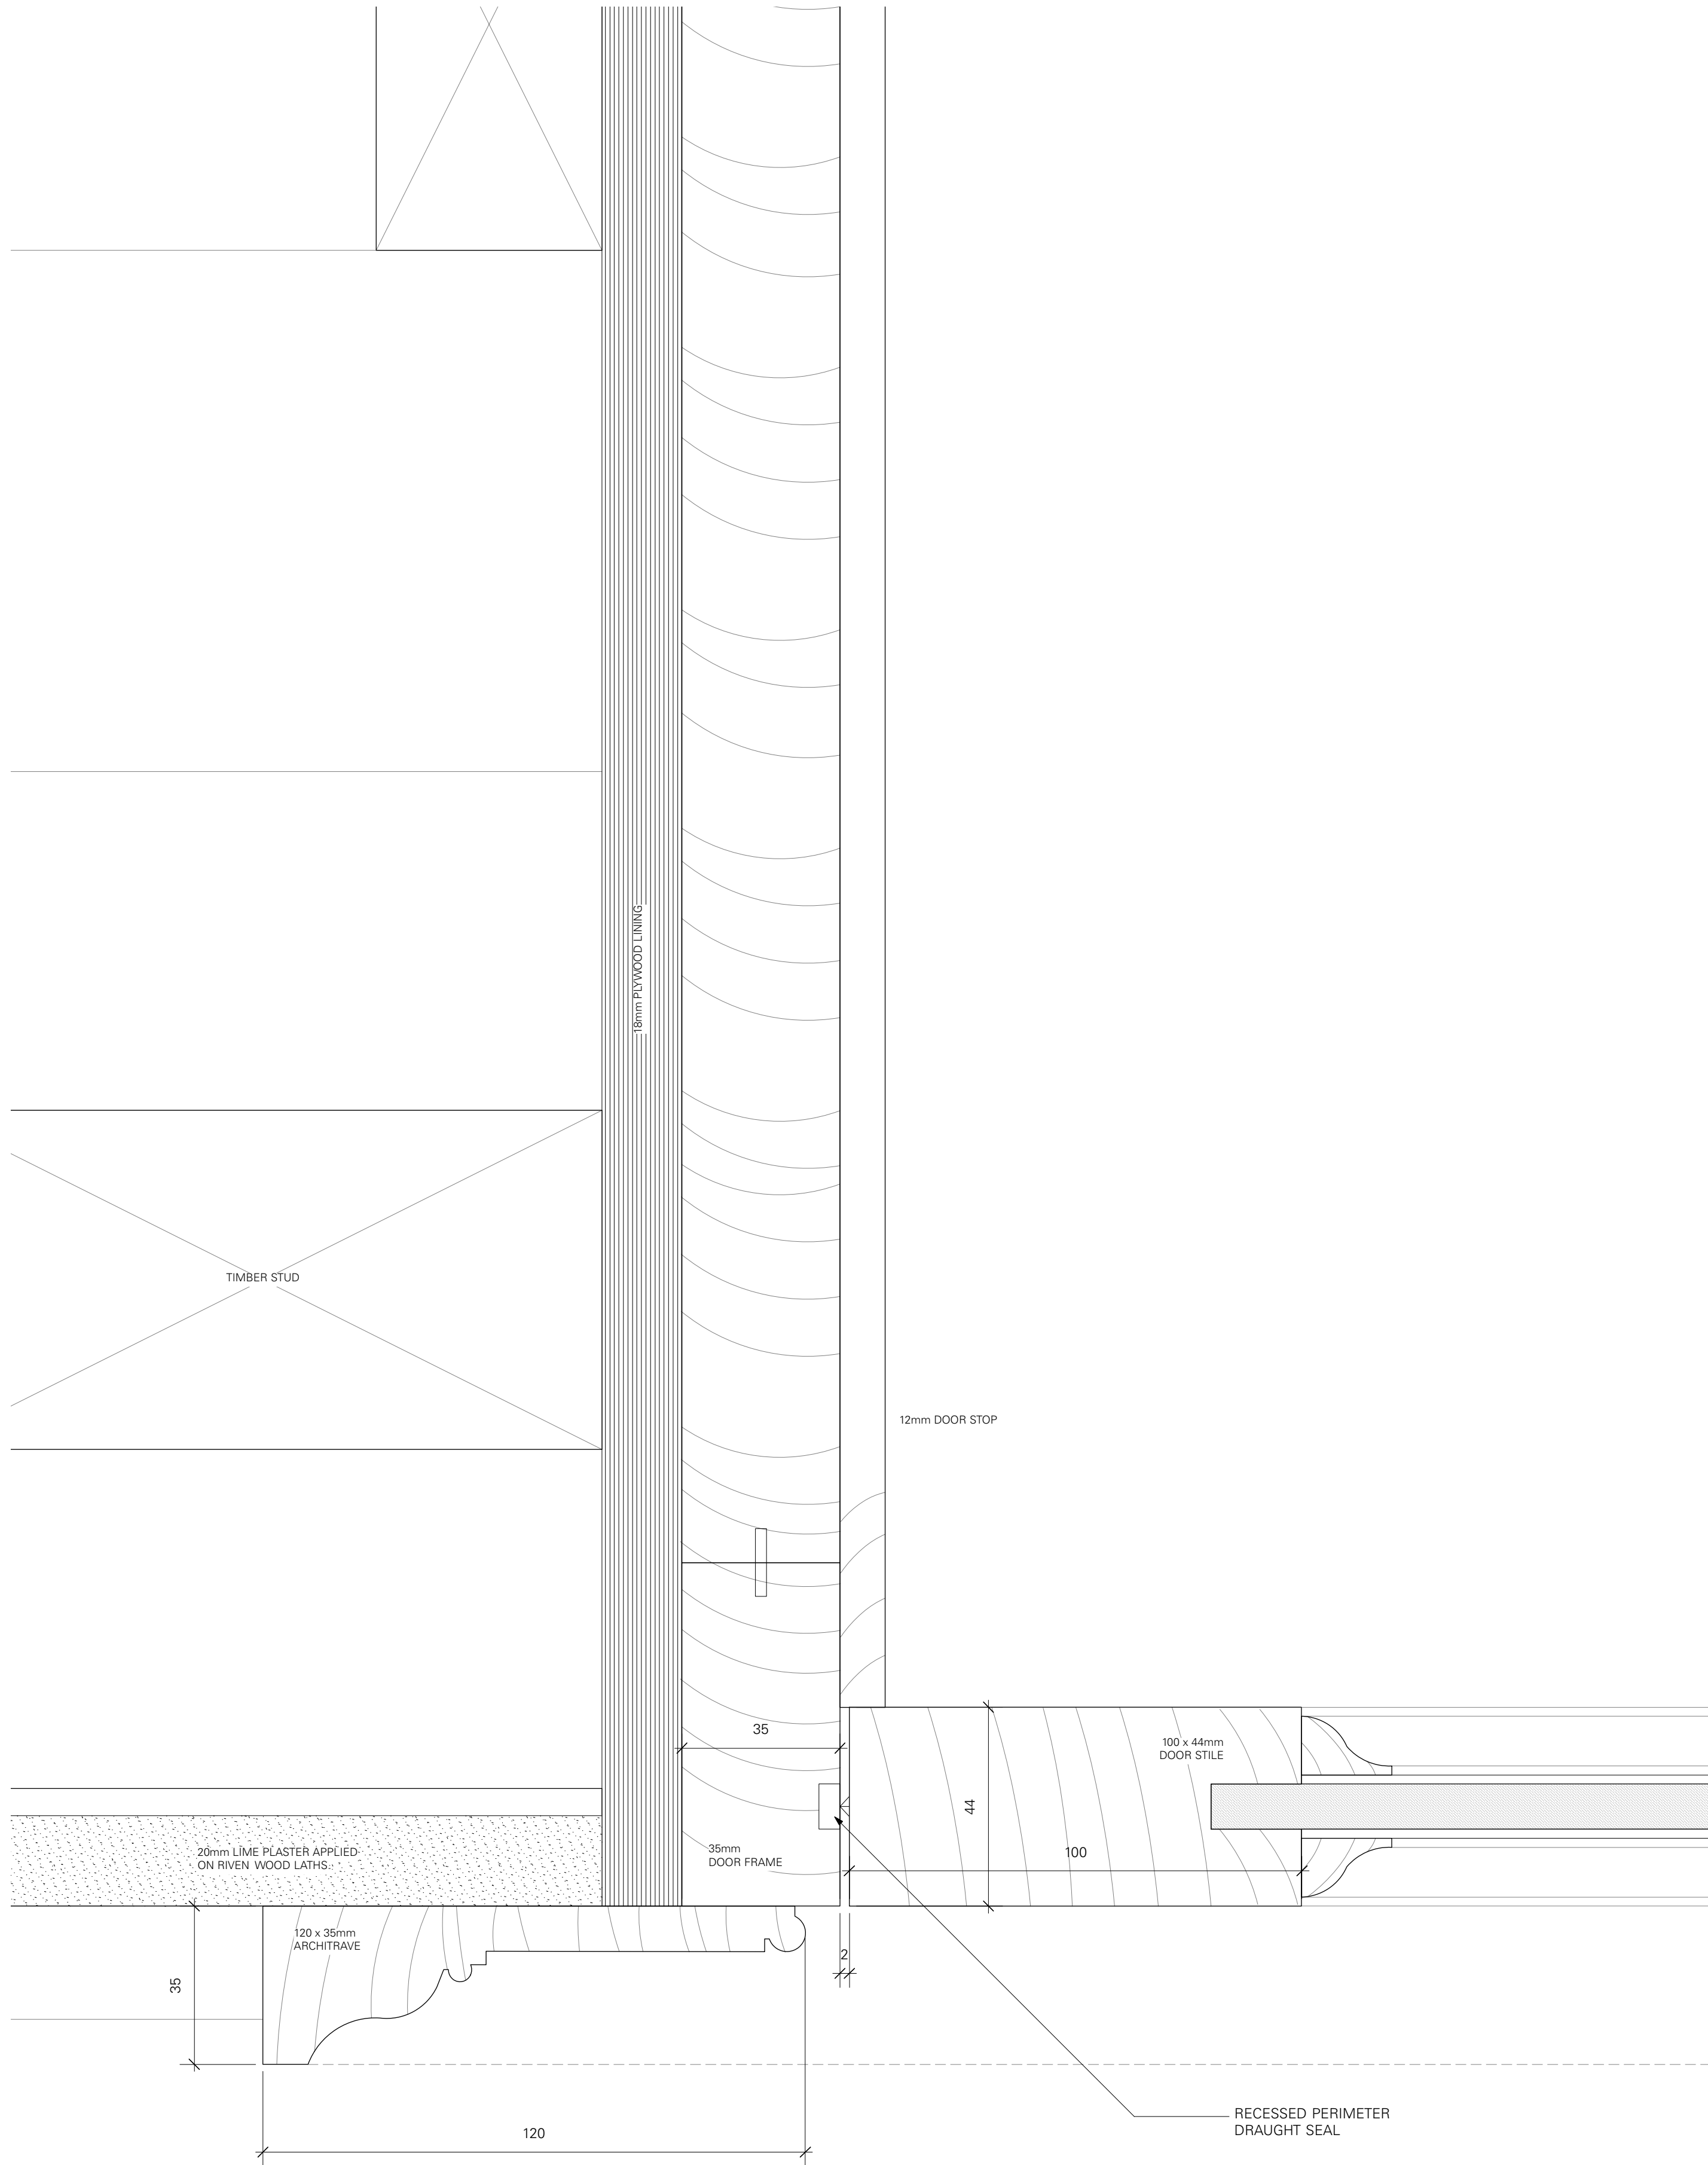 18mm PLYWOOD LINING
TIMBER STUD
12mm DOOR STOP
35
100 x 44mm
DOOR STILE
44
20mm LIME PLASTER APPLIED
ON RIVEN WOOD LATHS.
35mm
DOOR FRAME
100
120 x 35mm
ARCHITRAVE
2
35
RECESSED PERIMETER
DRAUGHT SEAL
120